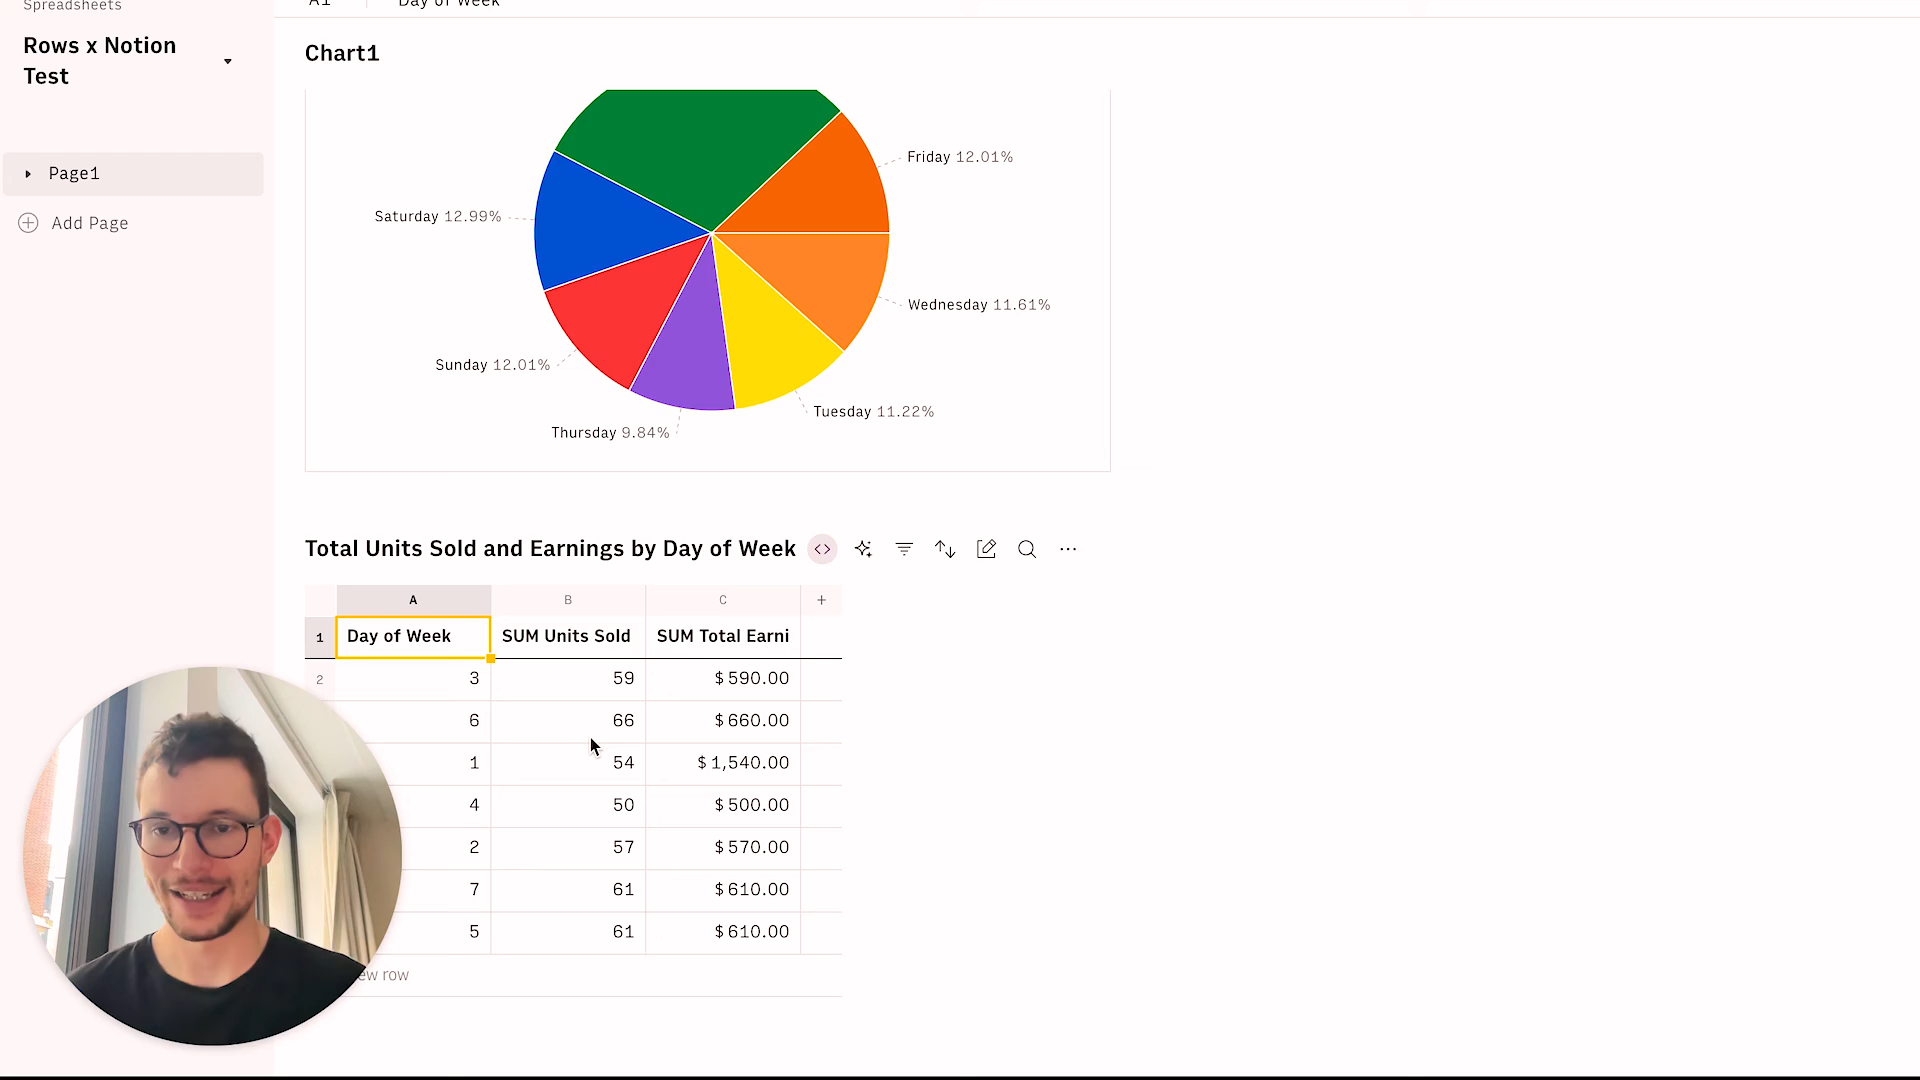 Spreadsheets
A1
Day of Week
Rows x Notion
Test
Page1
Add Page
Chart1
Friday 12.01%
Saturday 12.99%
Wednesday 11.61%
Sunday 12.01%
Tuesday 11.22%
Thursday 9.84%
Total Units Sold and Earnings by Day of Week
A B C +
1 Day of Week SUM Units Sold SUM Total Earni
2 3 59 $590.00
6 66 $660.00
1 54 $1,540.00
4 50 $500.00
2 57 $570.00
7 61 $610.00
5 61 $610.00
ew row